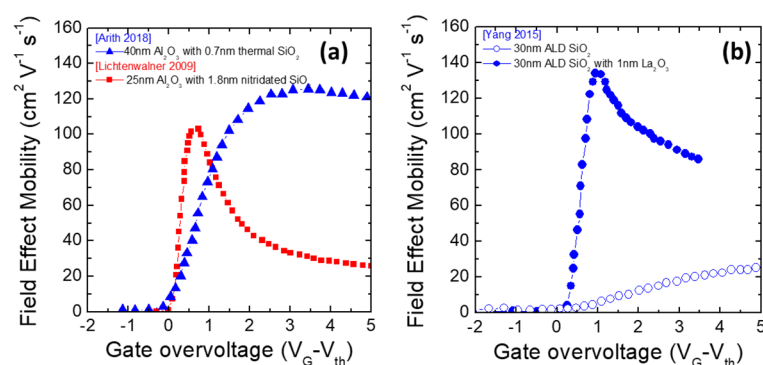 [Arith 2018]
40nm Al2O3 with 0.7nm thermal SiO2
[Lichtenwalner 2009]
25nm Al2O3 with 1.8nm nitridated SiO2
(a)
Field Effect Mobility (cm2 V-1 s-1)
160
140
120
100
80
60
40
20
0
-2 -1 0 1 2 3 4 5
Gate overvoltage (VG-Vth)
[Yang 2015]
30nm ALD SiO2
30nm ALD SiO2 with 1nm La2O3
(b)
Field Effect Mobility (cm2 V-1 s-1)
160
140
120
100
80
60
40
20
0
-2 -1 0 1 2 3 4 5
Gate overvoltage (VG-Vth)